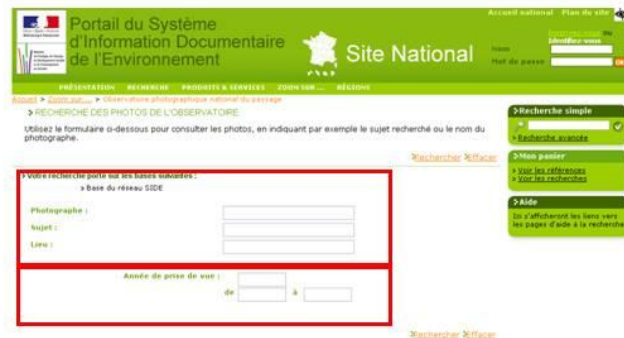 Accueil national Plan du site
Portail du Système
d'Information Documentaire
de l'Environnement
Site National
ou
Identifiez-vous
Nom
Mot de passe
OK
PRÉSENTATION RECHERCHE PRODUITS & SERVICES ZOOM SUR ... RÉGIONS
Accueil > Zoom sur ... > Observatoire photographique national du paysage
> RECHERCHE DES PHOTOS DE L'OBSERVATOIRE
Utilisez le formulaire ci-dessous pour consulter les photos, en indiquant par exemple le sujet recherché ou le nom du
photographe.
Rechercher Effacer
> Votre recherche porte sur les bases suivantes :
> Base du réseau SIDE
Photographe :
Sujet :
Lieu :
Année de prise de vue :
de à
Rechercher Effacer
> Recherche simple
> Recherche avancée
> Mon panier
> Voir les références
> Voir les recherches
> Aide
Ici s'afficheront les liens vers
les pages d'aide à la recherche